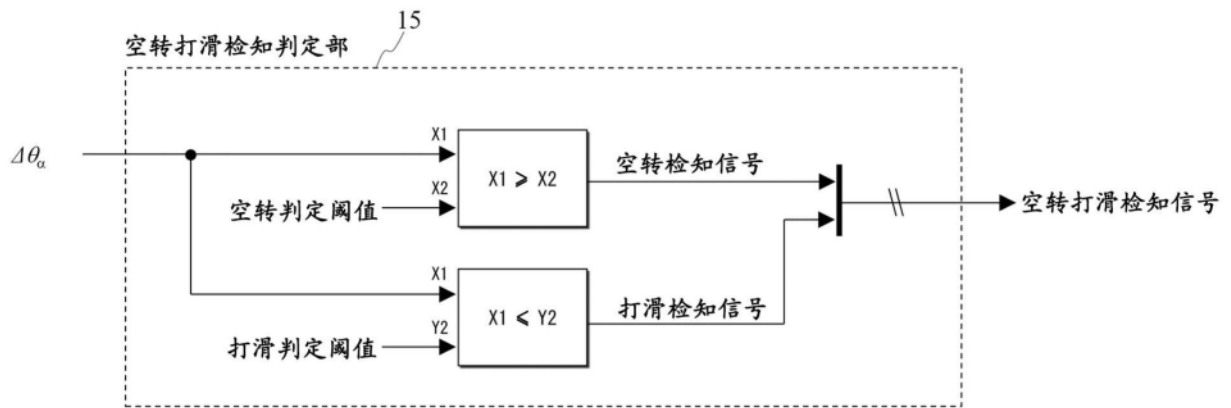 15
空转打滑检知判定部
Δθα
X1
X1 ≥ X2
空转检知信号
X2
空转判定阈值
空转打滑检知信号
X1
X1 ≤ Y2
打滑检知信号
Y2
打滑判定阈值